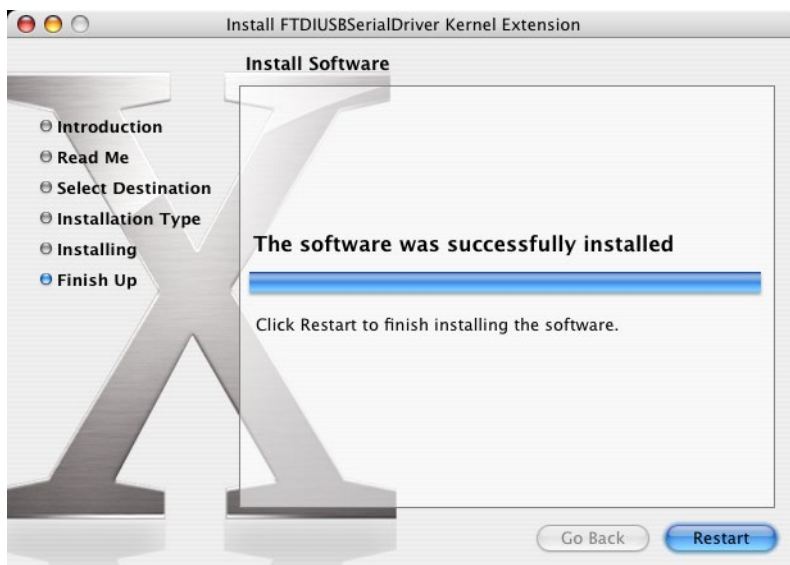 Install FTDIUSBSerialDriver Kernel Extension
Install Software
Introduction
Read Me
Select Destination
Installation Type
Installing
Finish Up
The software was successfully installed
Click Restart to finish installing the software.
Go Back
Restart